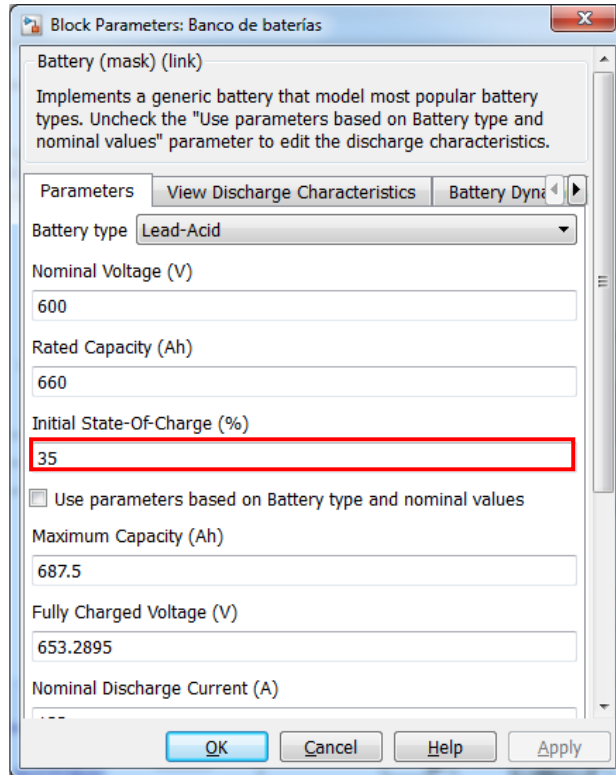 Block Parameters: Banco de baterías
Battery (mask) (link)
Implements a generic battery that model most popular battery
types. Uncheck the "Use parameters based on Battery type and
nominal values" parameter to edit the discharge characteristics.
Parameters View Discharge Characteristics Battery
Battery type Lead-Acid
Nominal Voltage (V)
600
Rated Capacity (Ah)
660
Initial State-Of-Charge (%)
35
Use parameters based on Battery type and nominal values
Maximum Capacity (Ah)
687.5
Fully Charged Voltage (V)
653.2895
Nominal Discharge Current (A)
OK Cancel Help Apply